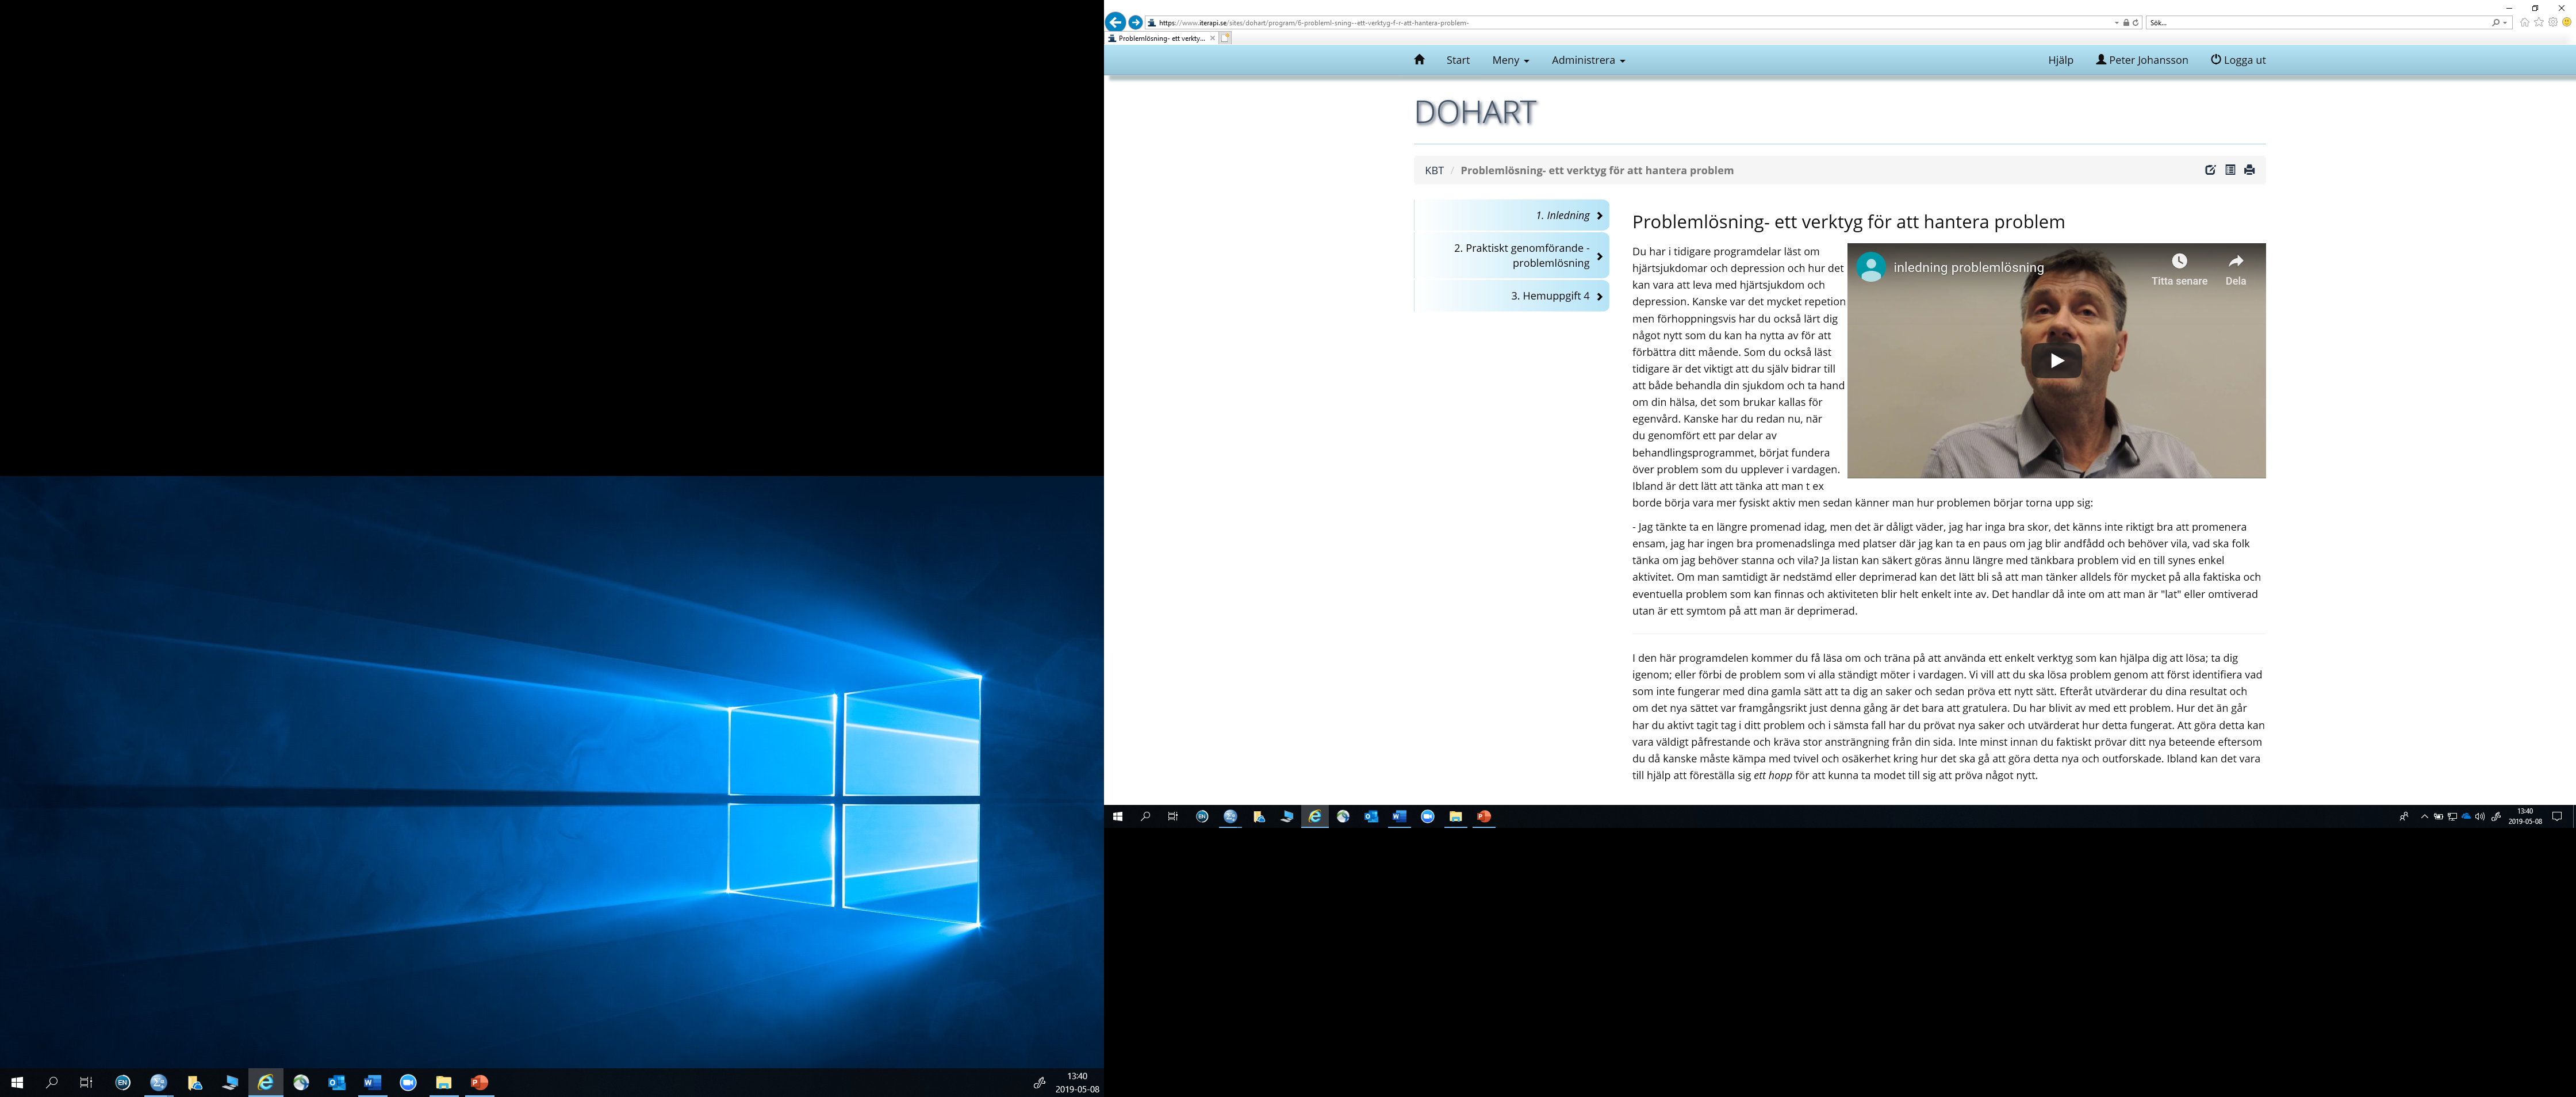 https://www.iterapi.se/sites/dohart/program/6-probleml-sning--ett-verktyg-f-r-att-hantera-problem-
Sök...
Problemlösning- ett verkty...
Start
Meny
Administrera
Hjälp
Peter Johansson
Logga ut
DOHART
KBT / Problemlösning- ett verktyg för att hantera problem
1. Inledning
2. Praktiskt genomförande -
problemlösning
3. Hemuppgift 4
Problemlösning- ett verktyg för att hantera problem
Du har i tidigare programdelar läst om
hjärtsjukdomar och depression och hur det
kan vara att leva med hjärtsjukdom och
depression. Kanske var det mycket repetion
men förhoppningsvis har du också lärt dig
något nytt som du kan ha nytta av för att
förbättra ditt mående. Som du också läst
tidigare är det viktigt att du själv bidrar till
att både behandla din sjukdom och ta hand
om din hälsa, det som brukar kallas för
egenvård. Kanske har du redan nu, när
du genomfört ett par delar av
behandlingsprogrammet, börjat fundera
över problem som du upplever i vardagen.
Ibland är dett lätt att tänka att man t ex
borde börja vara mer fysiskt aktiv men sedan känner man hur problemen börjar torna upp sig:
inledning problemlösning
Titta senare
Dela
- Jag tänkte ta en längre promenad idag, men det är dåligt väder, jag har inga bra skor, det känns inte riktigt bra att promenera
ensam, jag har ingen bra promenadslinga med platser där jag kan ta en paus om jag blir andfådd och behöver vila, vad ska folk
tänka om jag behöver stanna och vila? Ja listan kan säkert göras ännu längre med tänkbara problem vid en till synes enkel
aktivitet. Om man samtidigt är nedstämd eller deprimerad kan det lätt bli så att man tänker alldels för mycket på alla faktiska och
eventuella problem som kan finnas och aktiviteten blir helt enkelt inte av. Det handlar då inte om att man är "lat" eller omtiverad
utan är ett symtom på att man är deprimerad.
I den här programdelen kommer du få läsa om och träna på att använda ett enkelt verktyg som kan hjälpa dig att lösa; ta dig
igenom; eller förbi de problem som vi alla ständigt möter i vardagen. Vi vill att du ska lösa problem genom att först identifiera vad
som inte fungerar med dina gamla sätt att ta dig an saker och sedan pröva ett nytt sätt. Efteråt utvärderar du dina resultat och
om det nya sättet var framgångsrikt just denna gång är det bara att gratulera. Du har blivit av med ett problem. Hur det än går
har du aktivt tagit tag i ditt problem och i sämsta fall har du prövat nya saker och utvärderat hur detta fungerat. Att göra detta kan
vara väldigt påfrestande och kräva stor ansträngning från din sida. Inte minst innan du faktiskt prövar ditt nya beteende eftersom
du då kanske måste kämpa med tvivel och osäkerhet kring hur det ska gå att göra detta nya och outforskade. Ibland kan det vara
till hjälp att föreställa sig ett hopp för att kunna ta modet till sig att pröva något nytt.
EN
13:40
2019-05-08
EN
13:40
2019-05-08